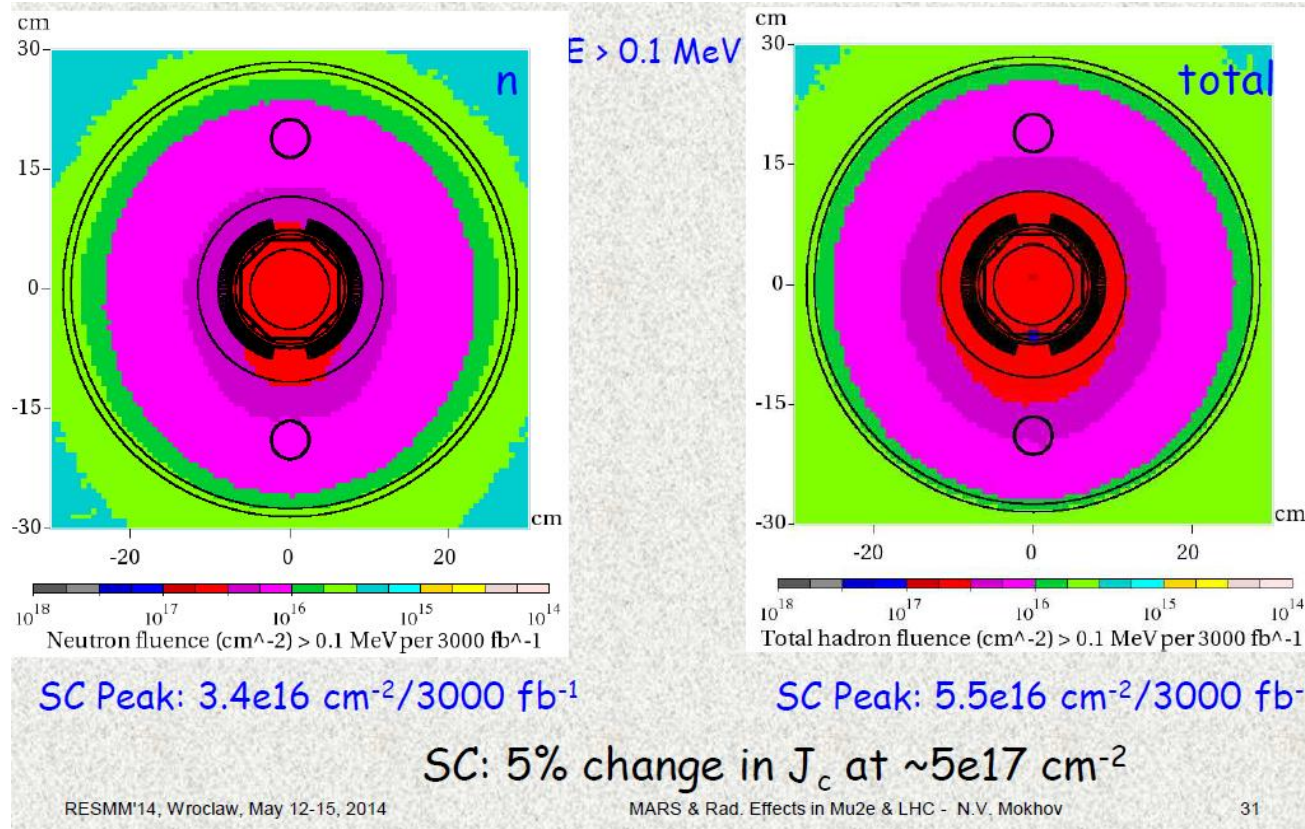 cm
30
15
0
-15
-30
-20 0 20
cm
n
10^18 10^17 10^16 10^15 10^14
Neutron fluence (cm^-2) > 0.1 MeV per 3000 fb^-1
E > 0.1 MeV
cm
30
15
0
-15
-30
-20 0 20
cm
total
10^18 10^17 10^16 10^15 10^14
Total hadron fluence (cm^-2) > 0.1 MeV per 3000 fb^-1
SC Peak: 3.4e16 cm⁻²/3000 fb⁻¹
SC Peak: 5.5e16 cm⁻²/3000 fb⁻
SC: 5% change in J_c at ~5e17 cm⁻²
RESMM'14, Wroclaw, May 12-15, 2014
MARS & Rad. Effects in Mu2e & LHC - N.V. Mokhov
31